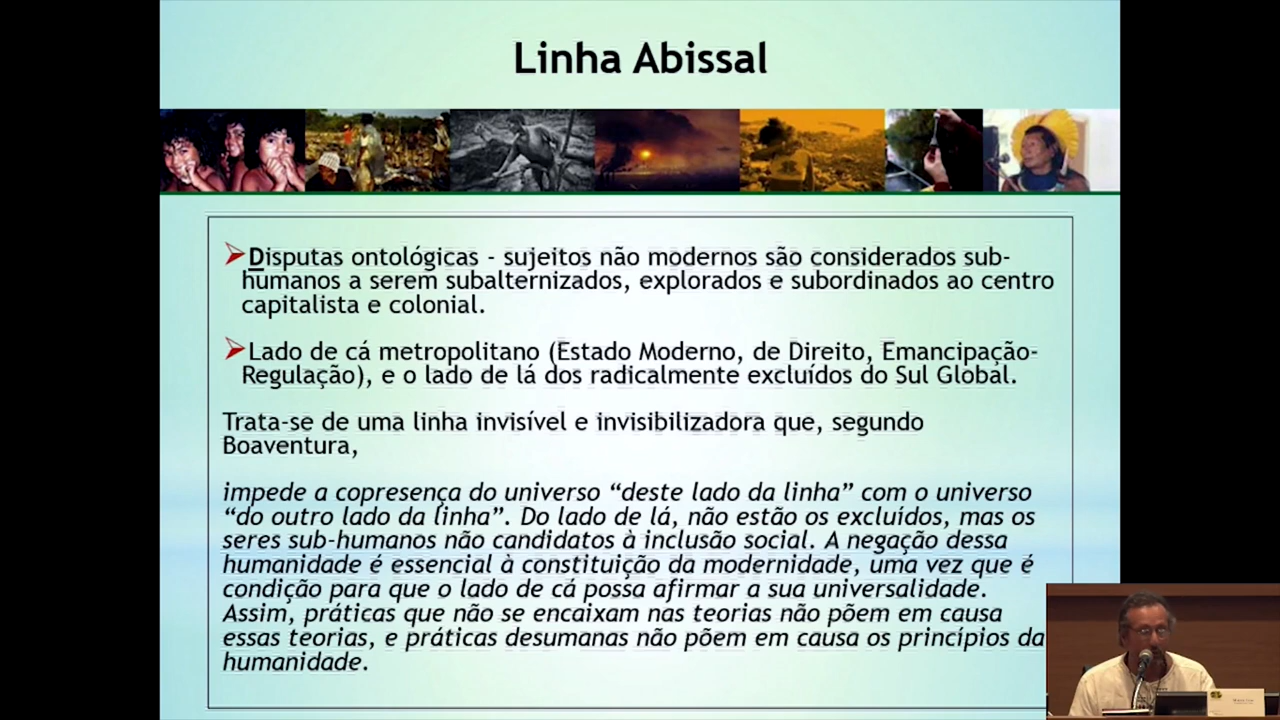 Linha Abissal
Disputas ontológicas - sujeitos não modernos são considerados sub-
humanos a serem subalternizados, explorados e subordinados ao centro
capitalista e colonial.
Lado de cá metropolitano (Estado Moderno, de Direito, Emancipação-
Regulação), e o lado de lá dos radicalmente excluídos do Sul Global.
Trata-se de uma linha invisível e invisibilizadora que, segundo
Boaventura,
impede a copresença do universo “deste lado da linha” com o universo
“do outro lado da linha”. Do lado de lá, não estão os excluídos, mas os
seres sub-humanos não candidatos à inclusão social. A negação dessa
humanidade é essencial à constituição da modernidade, uma vez que é
condição para que o lado de cá possa afirmar a sua universalidade.
Assim, práticas que não se encaixam nas teorias não põem em causa
essas teorias, e práticas desumanas não põem em causa os princípios da
humanidade.